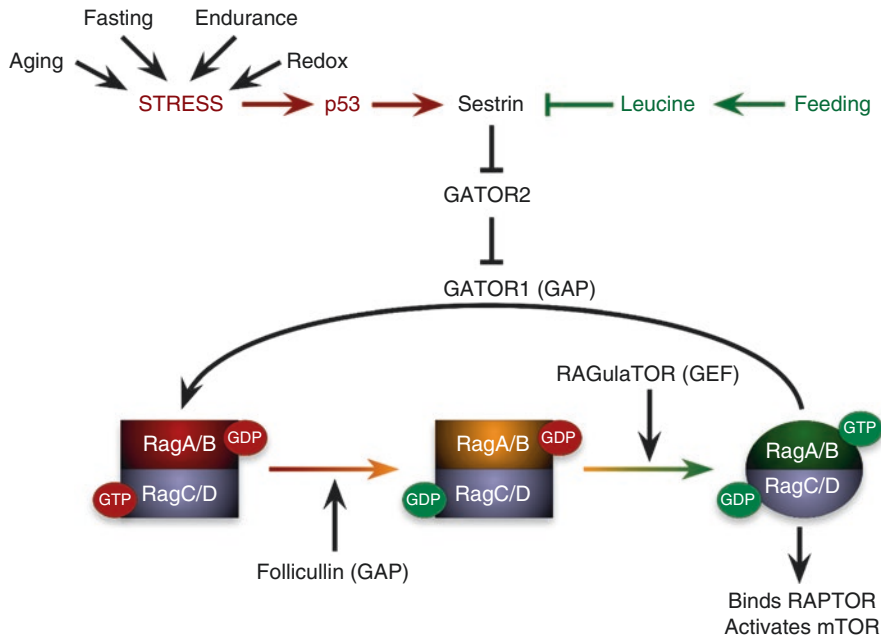 Fasting
Endurance
Aging
Redox
STRESS
p53
Sestrin
Leucine
Feeding
GATOR2
GATOR1 (GAP)
RAGulaTOR (GEF)
RagA/B
GDP
RagC/D
GTP
RagA/B
GDP
RagC/D
GDP
RagA/B
GTP
RagC/D
GDP
Follicullin (GAP)
Binds RAPTOR
Activates mTOR